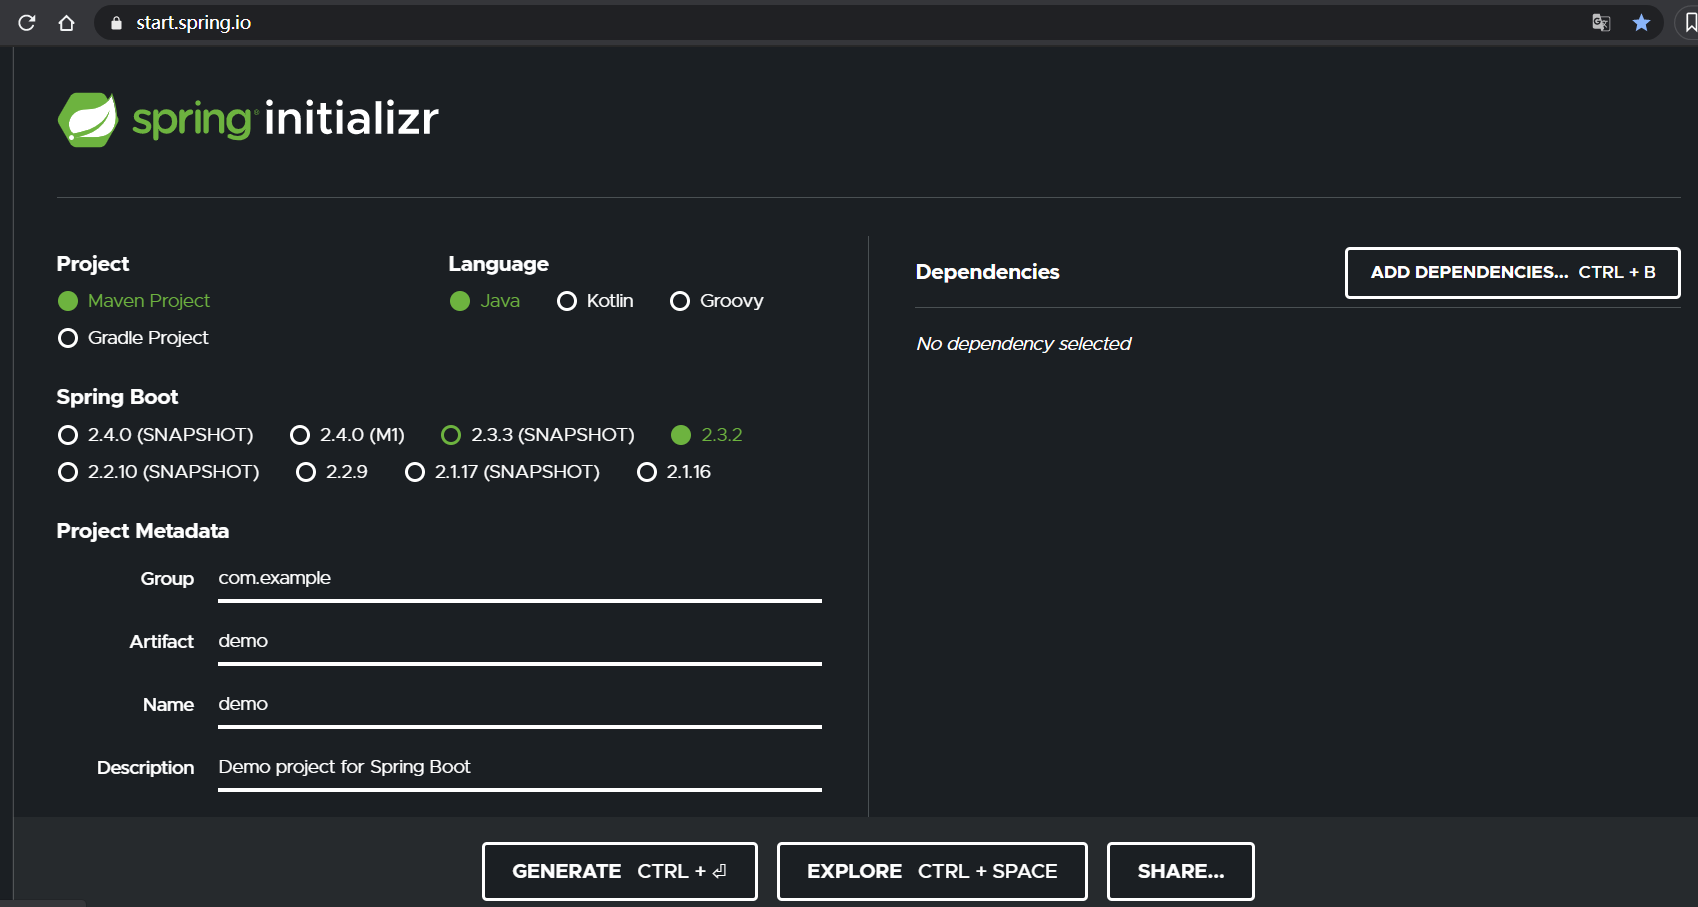 start.spring.io
spring initializr
Project
Maven Project
Gradle Project
Language
Java Kotlin Groovy
Spring Boot
2.4.0 (SNAPSHOT) 2.4.0 (M1) 2.3.3 (SNAPSHOT) 2.3.2
2.2.10 (SNAPSHOT) 2.2.9 2.1.17 (SNAPSHOT) 2.1.16
Project Metadata
Group com.example
Artifact demo
Name demo
Description Demo project for Spring Boot
Dependencies
ADD DEPENDENCIES... CTRL + B
No dependency selected
GENERATE CTRL + ⏎
EXPLORE CTRL + SPACE
SHARE...